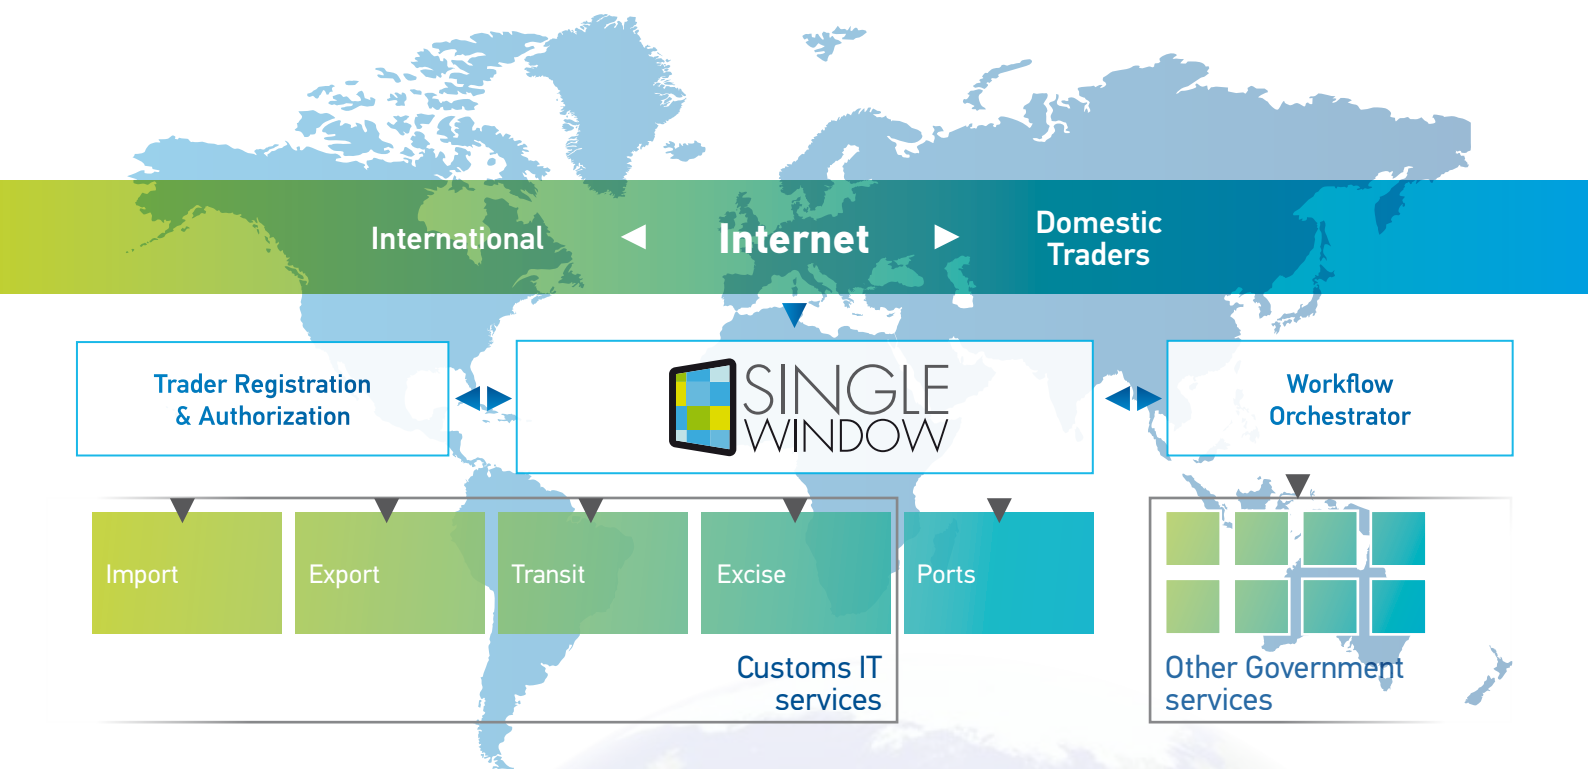 International
Internet
Domestic
Traders
Trader Registration
& Authorization
SINGLE
WINDOW
Workflow
Orchestrator
Import
Export
Transit
Excise
Ports
Customs IT
services
Other Government
services